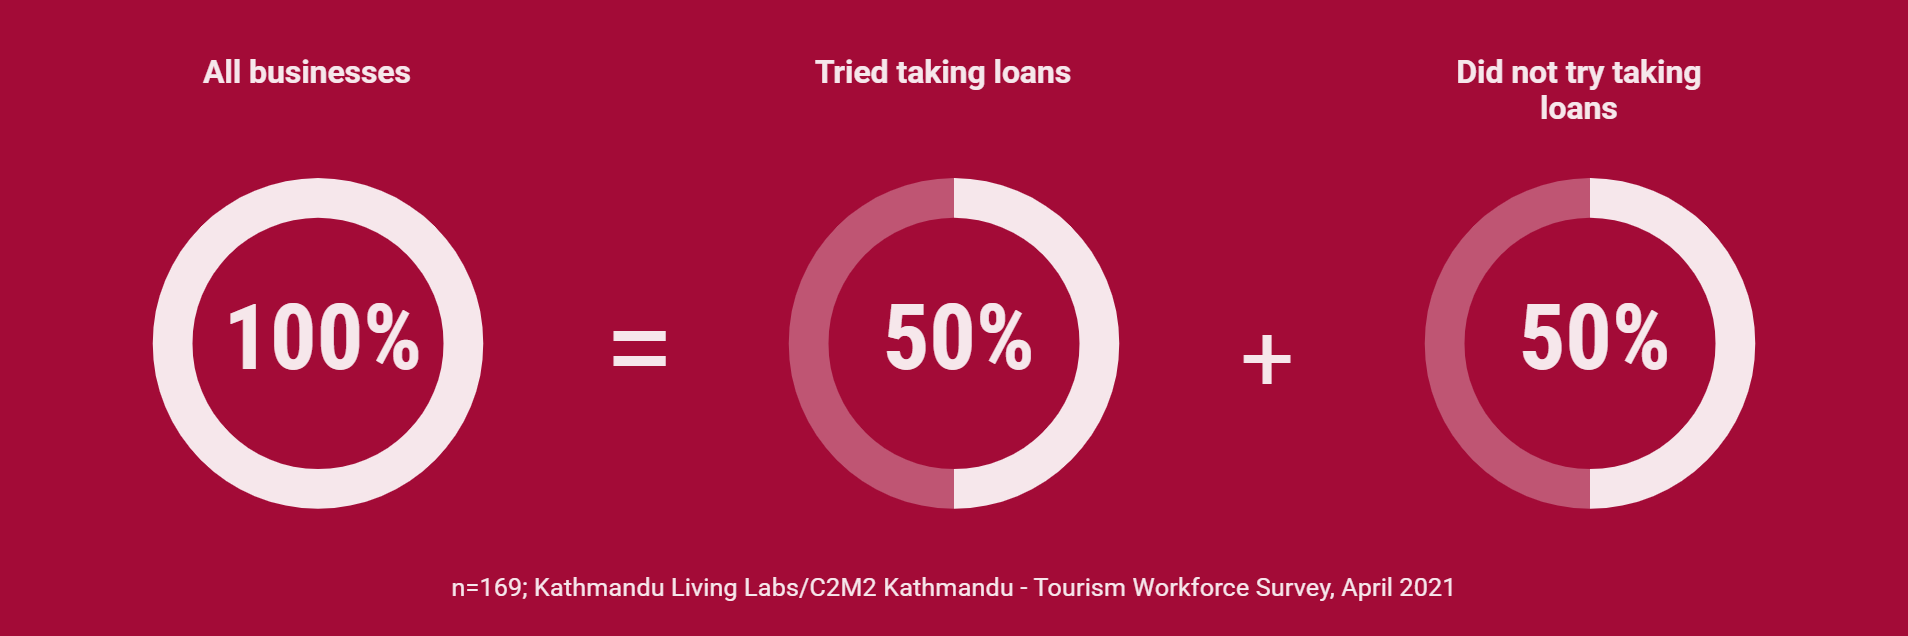 All businesses
Tried taking loans
Did not try taking
loans
100%
=
50%
+
50%
n=169; Kathmandu Living Labs/C2M2 Kathmandu - Tourism Workforce Survey, April 2021